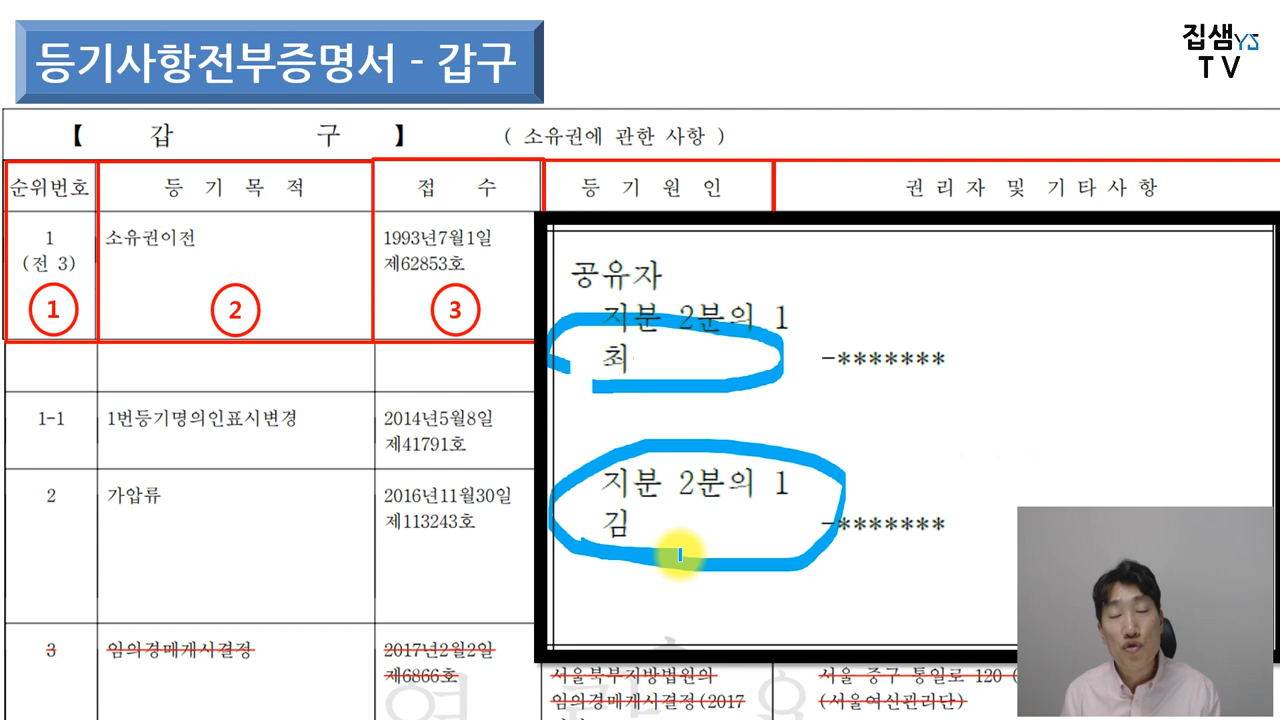 등기사항전부증명서 - 갑구
집샘YS
TV
【 갑 구 】 ( 소유권에 관한 사항 )
순위번호 등 기 목 적 접 수 등 기 원 인 권 리 자 및 기 타 사 항
1 소유권이전 1993년7월1일
(전 3) 제62853호
1 2 3
공유자
지분 2분의 1
최 -*******
지분 2분의 1
김 -*******
1-1 1번등기명의인표시변경 2014년5월8일
제41791호
2 가압류 2016년11월30일
제113243호
3 임의경매개시결정 2017년2월2일
제6866호 서울북부지방법원의 서울 중구 통일로 120 (
임의경매개시결정(2017 (서울여신관리단)